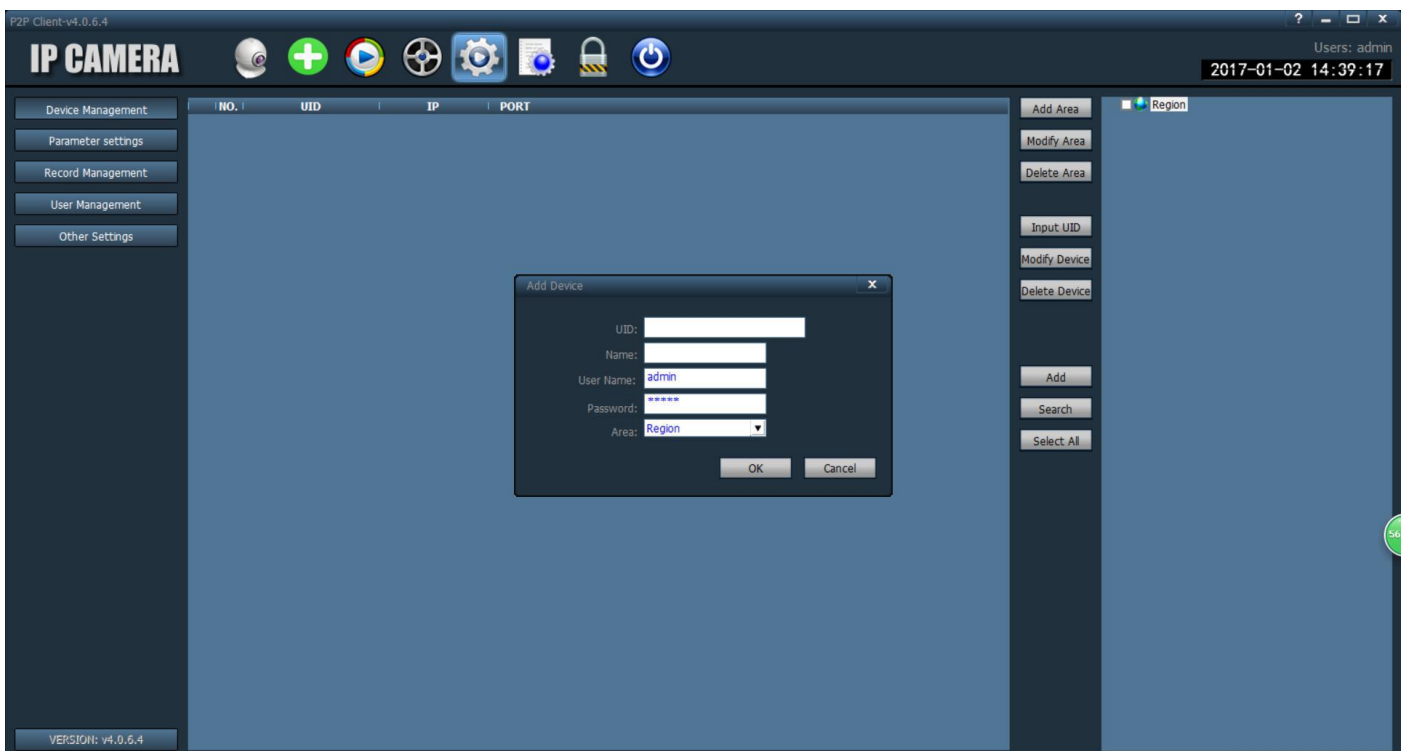 P2P Client-v4.0.6.4 ?
IP CAMERA
Users: admin
2017-01-02 14:39:17
Device Management
Parameter settings
Record Management
User Management
Other Settings
NO. UID IP PORT
Add Area
Modify Area
Delete Area
Input UID
Modify Device
Delete Device
Add
Search
Select All
Region
Add Device x
UID:
Name:
User Name: admin
Password: *****
Area: Region
OK Cancel
56
VERSION: v4.0.6.4